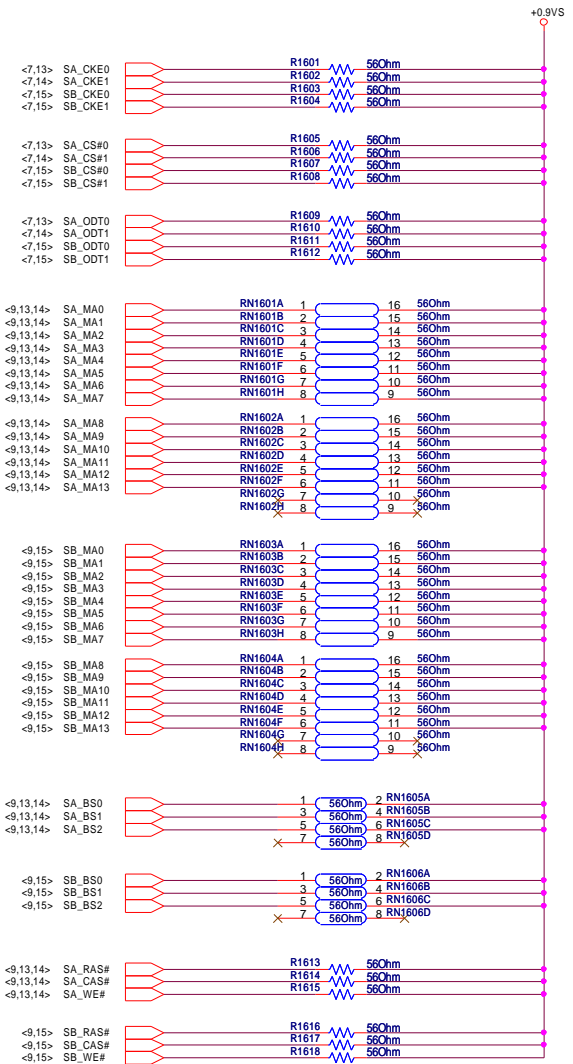 +0.9VS
<7,13> SA_CKE0 R1601 56Ohm
<7,14> SA_CKE1 R1602 56Ohm
<7,15> SB_CKE0 R1603 56Ohm
<7,15> SB_CKE1 R1604 56Ohm
<7,13> SA_CS#0 R1605 56Ohm
<7,14> SA_CS#1 R1606 56Ohm
<7,15> SB_CS#0 R1607 56Ohm
<7,15> SB_CS#1 R1608 56Ohm
<7,13> SA_ODT0 R1609 56Ohm
<7,14> SA_ODT1 R1610 56Ohm
<7,15> SB_ODT0 R1611 56Ohm
<7,15> SB_ODT1 R1612 56Ohm
<9,13,14> SA_MA0 RN1601A 1 16 56Ohm
<9,13,14> SA_MA1 RN1601B 2 15 56Ohm
<9,13,14> SA_MA2 RN1601C 3 14 56Ohm
<9,13,14> SA_MA3 RN1601D 4 13 56Ohm
<9,13,14> SA_MA4 RN1601E 5 12 56Ohm
<9,13,14> SA_MA5 RN1601F 6 11 56Ohm
<9,13,14> SA_MA6 RN1601G 7 10 56Ohm
<9,13,14> SA_MA7 RN1601H 8 9 56Ohm
<9,13,14> SA_MA8 RN1602A 1 16 56Ohm
<9,13,14> SA_MA9 RN1602B 2 15 56Ohm
<9,13,14> SA_MA10 RN1602C 3 14 56Ohm
<9,13,14> SA_MA11 RN1602D 4 13 56Ohm
<9,13,14> SA_MA12 RN1602E 5 12 56Ohm
<9,13,14> SA_MA13 RN1602F 6 11 56Ohm
RN1602G 7 10 56Ohm
RN1602H 8 9 56Ohm
<9,15> SB_MA0 RN1603A 1 16 56Ohm
<9,15> SB_MA1 RN1603B 2 15 56Ohm
<9,15> SB_MA2 RN1603C 3 14 56Ohm
<9,15> SB_MA3 RN1603D 4 13 56Ohm
<9,15> SB_MA4 RN1603E 5 12 56Ohm
<9,15> SB_MA5 RN1603F 6 11 56Ohm
<9,15> SB_MA6 RN1603G 7 10 56Ohm
<9,15> SB_MA7 RN1603H 8 9 56Ohm
<9,15> SB_MA8 RN1604A 1 16 56Ohm
<9,15> SB_MA9 RN1604B 2 15 56Ohm
<9,15> SB_MA10 RN1604C 3 14 56Ohm
<9,15> SB_MA11 RN1604D 4 13 56Ohm
<9,15> SB_MA12 RN1604E 5 12 56Ohm
<9,15> SB_MA13 RN1604F 6 11 56Ohm
RN1604G 7 10 56Ohm
RN1604H 8 9 56Ohm
<9,13,14> SA_BS0 1 56Ohm 2 RN1605A
<9,13,14> SA_BS1 3 56Ohm 4 RN1605B
<9,13,14> SA_BS2 5 56Ohm 6 RN1605C
7 56Ohm 8 RN1605D
<9,15> SB_BS0 1 56Ohm 2 RN1606A
<9,15> SB_BS1 3 56Ohm 4 RN1606B
<9,15> SB_BS2 5 56Ohm 6 RN1606C
7 56Ohm 8 RN1606D
<9,13,14> SA_RAS# R1613 56Ohm
<9,13,14> SA_CAS# R1614 56Ohm
<9,13,14> SA_WE# R1615 56Ohm
<9,15> SB_RAS# R1616 56Ohm
<9,15> SB_CAS# R1617 56Ohm
<9,15> SB_WE# R1618 56Ohm